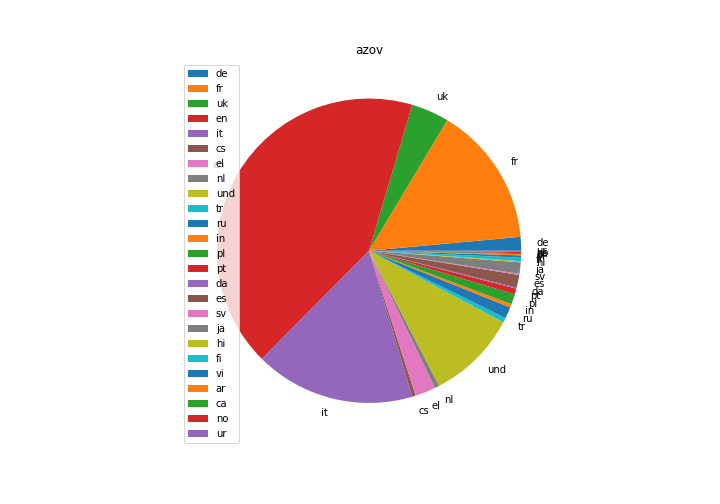 azov
de
fr
uk
en
it
cs
el
nl
und
tr
ru
in
pl
pt
da
es
sv
ja
hi
fi
vi
ar
ca
no
ur
uk
fr
de
ja
sv
es
da
pt
pl
in
ru
tr
und
nl
el
cs
it